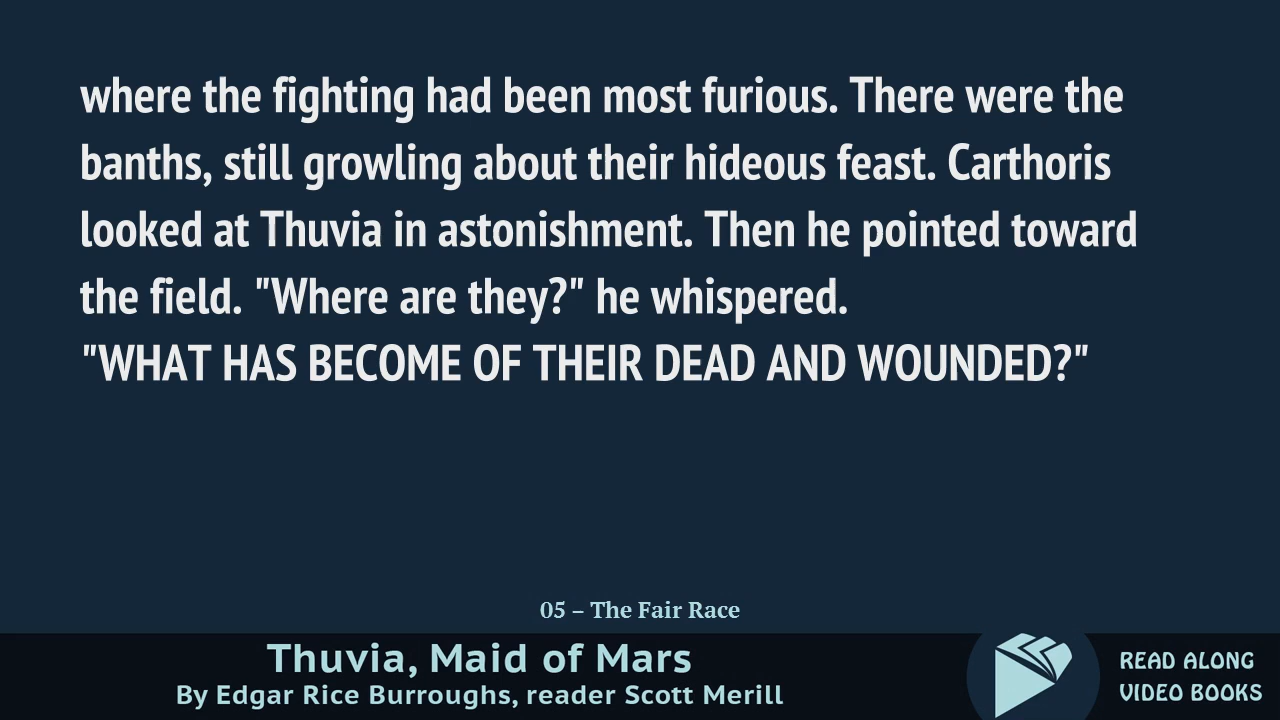 where the fighting had been most furious. There were the
banths, still growling about their hideous feast. Carthoris
looked at Thuvia in astonishment. Then he pointed toward
the field. "Where are they?" he whispered.
"WHAT HAS BECOME OF THEIR DEAD AND WOUNDED?"
05 – The Fair Race
Thuvia, Maid of Mars
By Edgar Rice Burroughs, reader Scott Merill
READ ALONG
VIDEO BOOKS